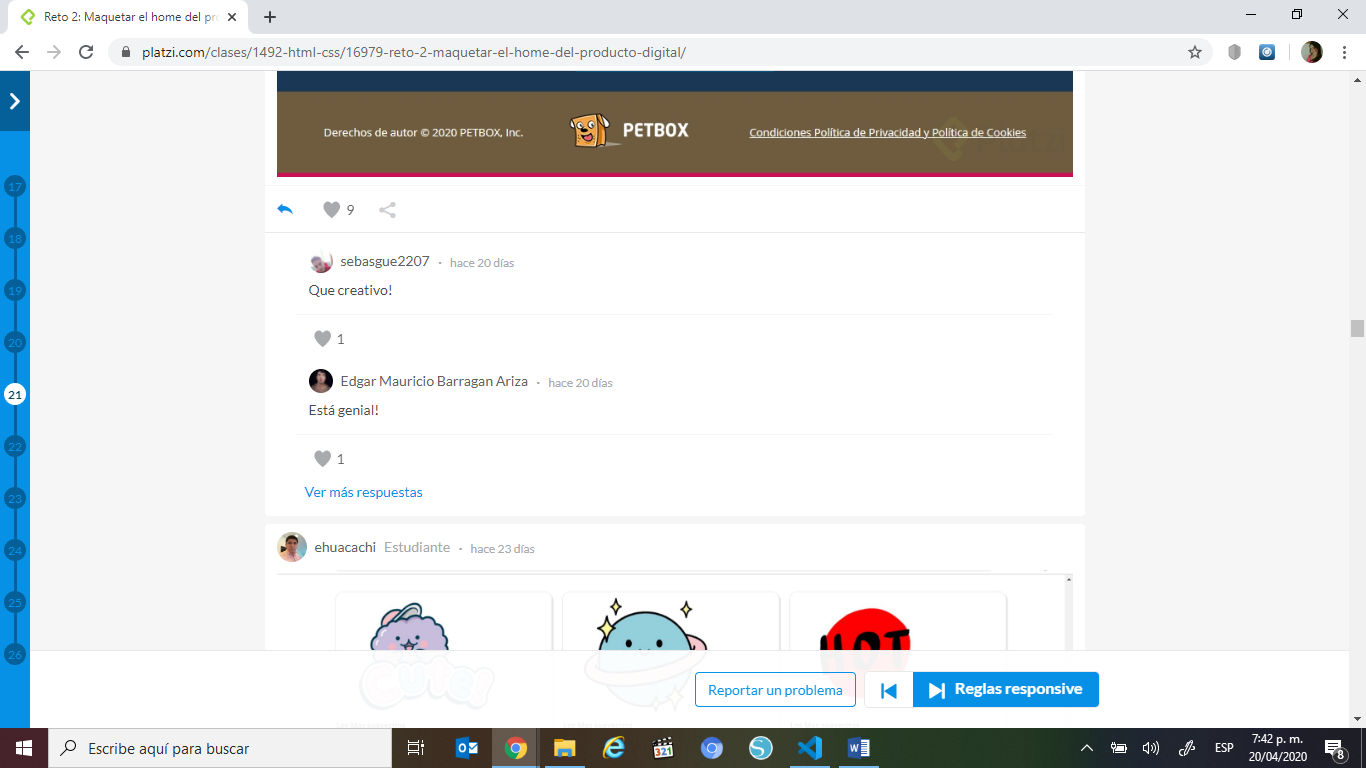 Reto 2: Maquetar el home del pro
platzi.com/clases/1492-html-css/16979-reto-2-maquetar-el-home-del-producto-digital/
Derechos de autor © 2020 PETBOX, Inc.
PETBOX
Condiciones Política de Privacidad y Política de Cookies
9
sebasgue2207 · hace 20 días
Que creativo!
1
Edgar Mauricio Barragan Ariza · hace 20 días
Está genial!
1
Ver más respuestas
ehuacachi Estudiante · hace 23 días
HOT
CUTE!
Reportar un problema
Reglas responsive
17
18
19
20
21
22
23
24
25
26
Escribe aquí para buscar
321
ESP
7:42 p. m.
20/04/2020
8